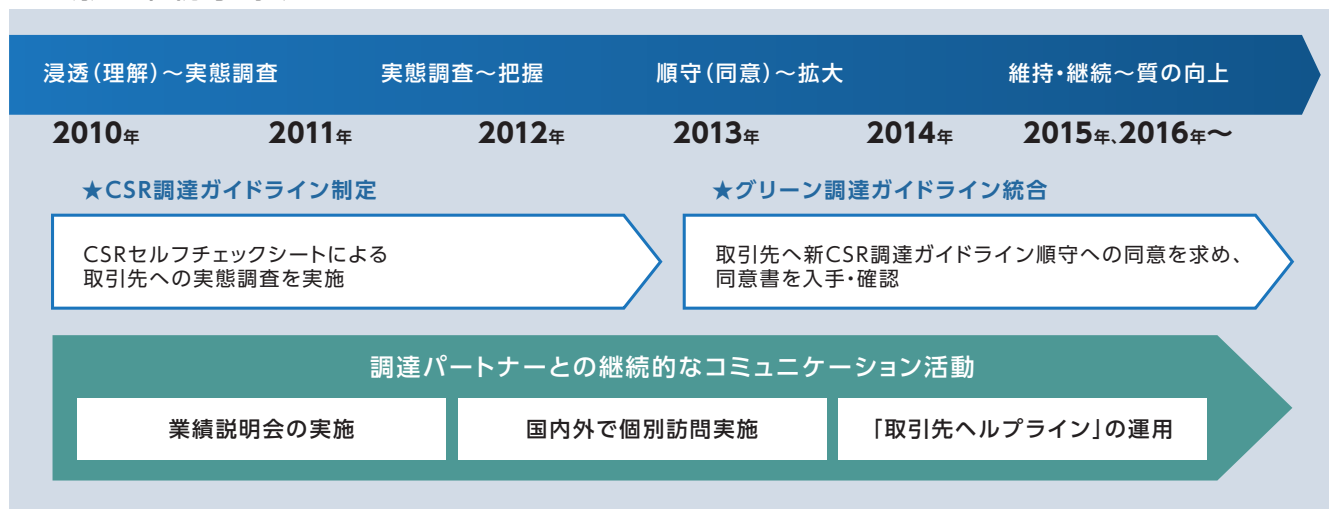 浸透(理解)～実態調査 実態調査～把握 順守(同意)～拡大 維持・継続～質の向上
2010年 2011年 2012年 2013年 2014年 2015年、2016年～
★CSR調達ガイドライン制定 ★グリーン調達ガイドライン統合
CSRセルフチェックシートによる
取引先への実態調査を実施
取引先へ新CSR調達ガイドライン順守への同意を求め、
同意書を入手・確認
調達パートナーとの継続的なコミュニケーション活動
業績説明会の実施 国内外で個別訪問実施 「取引先ヘルプライン」の運用